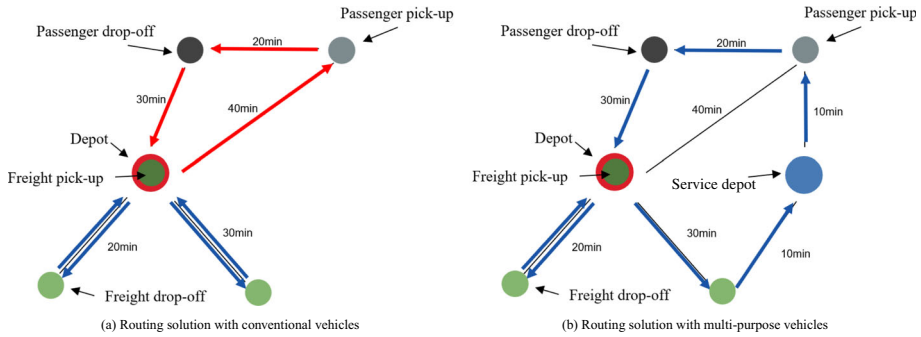 Passenger pick-up
Passenger drop-off
20min
30min
40min
Depot
Freight pick-up
20min
30min
Freight drop-off
(a) Routing solution with conventional vehicles
Passenger pick-up
Passenger drop-off
20min
30min
40min
10min
Depot
Freight pick-up
Service depot
20min
30min
10min
Freight drop-off
(b) Routing solution with multi-purpose vehicles